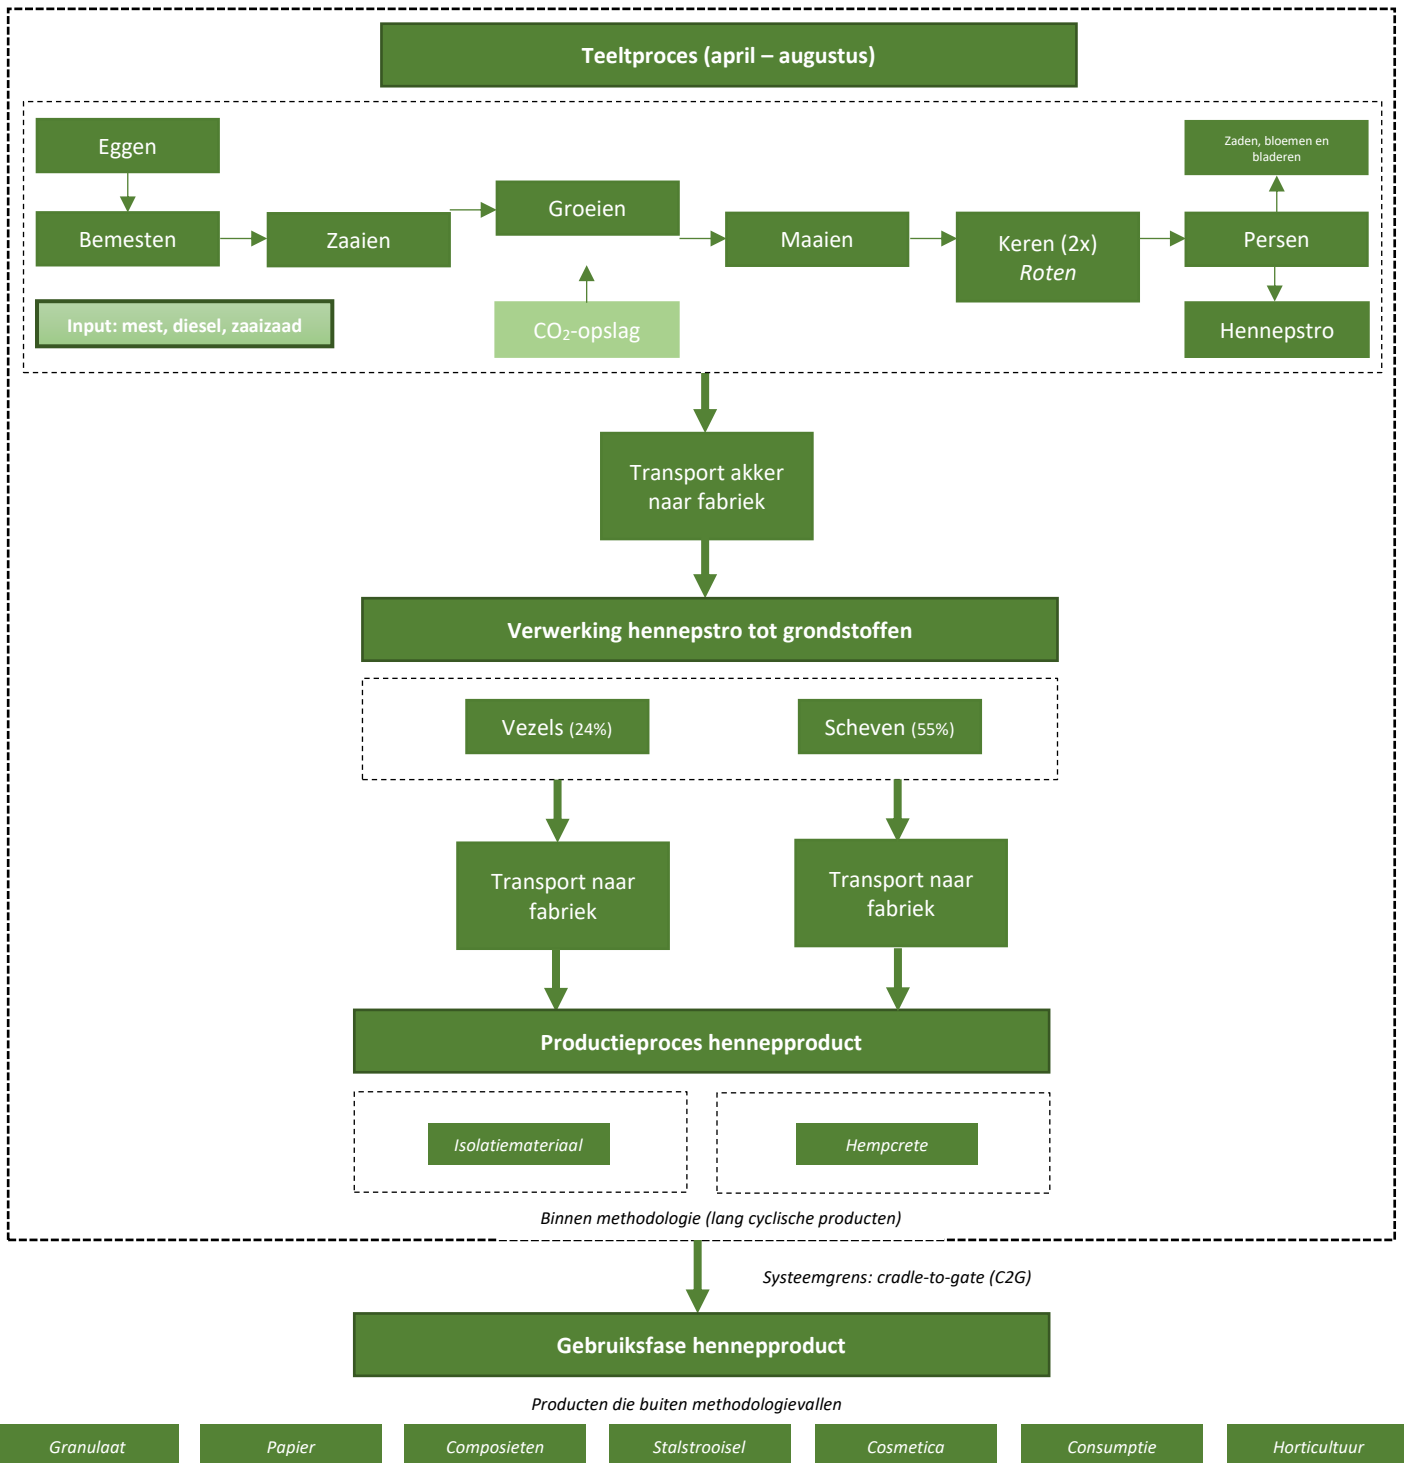 Teeltproces (april – augustus)
Eggen
Zaden, bloemen en
bladeren
Bemesten
Zaaien
Groeien
Maaien
Keren (2x)
Roten
Persen
Input: mest, diesel, zaaizaad
CO₂-opslag
Hennepstro
Transport akker
naar fabriek
Verwerking hennepstro tot grondstoffen
Vezels (24%)
Scheven (55%)
Transport naar
fabriek
Transport naar
fabriek
Productieproces hennepproduct
Isolatiemateriaal
Hempcrete
Binnen methodologie (lang cyclische producten)
Systeemgrens: cradle-to-gate (C2G)
Gebruiksfase hennepproduct
Producten die buiten methodologievallen
Granulaat
Papier
Composieten
Stalstrooisel
Cosmetica
Consumptie
Horticultuur